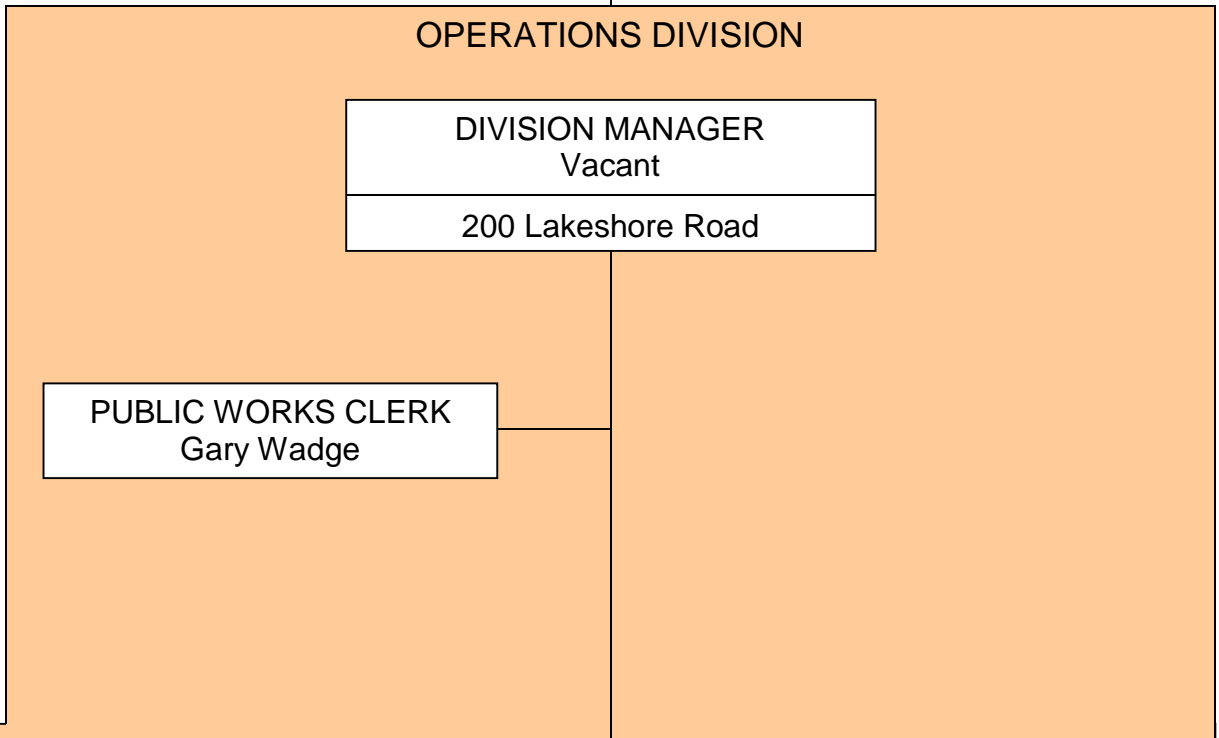 OPERATIONS DIVISION
DIVISION MANAGER
Vacant
200 Lakeshore Road
PUBLIC WORKS CLERK
Gary Wadge